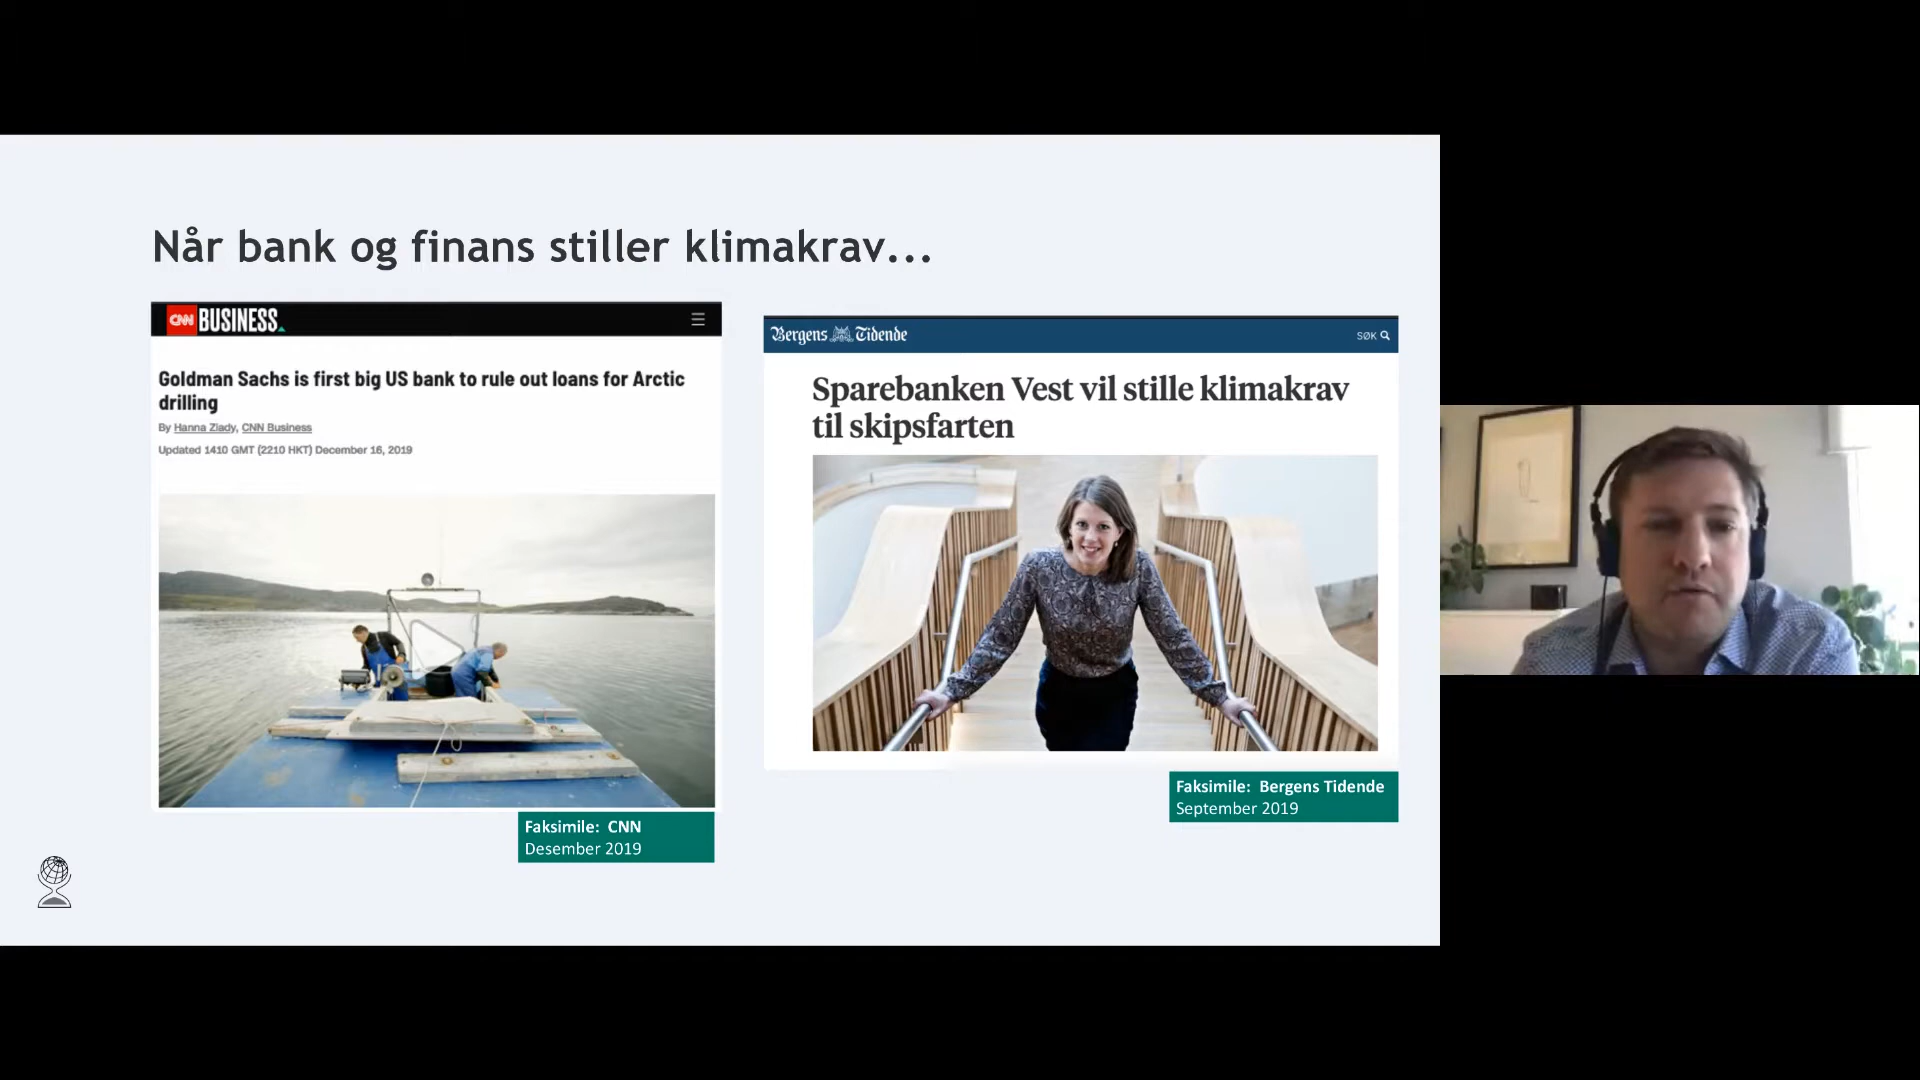 Når bank og finans stiller klimakrav...
CNN BUSINESS
Goldman Sachs is first big US bank to rule out loans for Arctic
drilling
By Hanna Ziady, CNN Business
Updated 1410 GMT (2210 HKT) December 16, 2019
Faksimile: CNN
Desember 2019
Bergens Tidende
SØK
Sparebanken Vest vil stille klimakrav
til skipsfarten
Faksimile: Bergens Tidende
September 2019